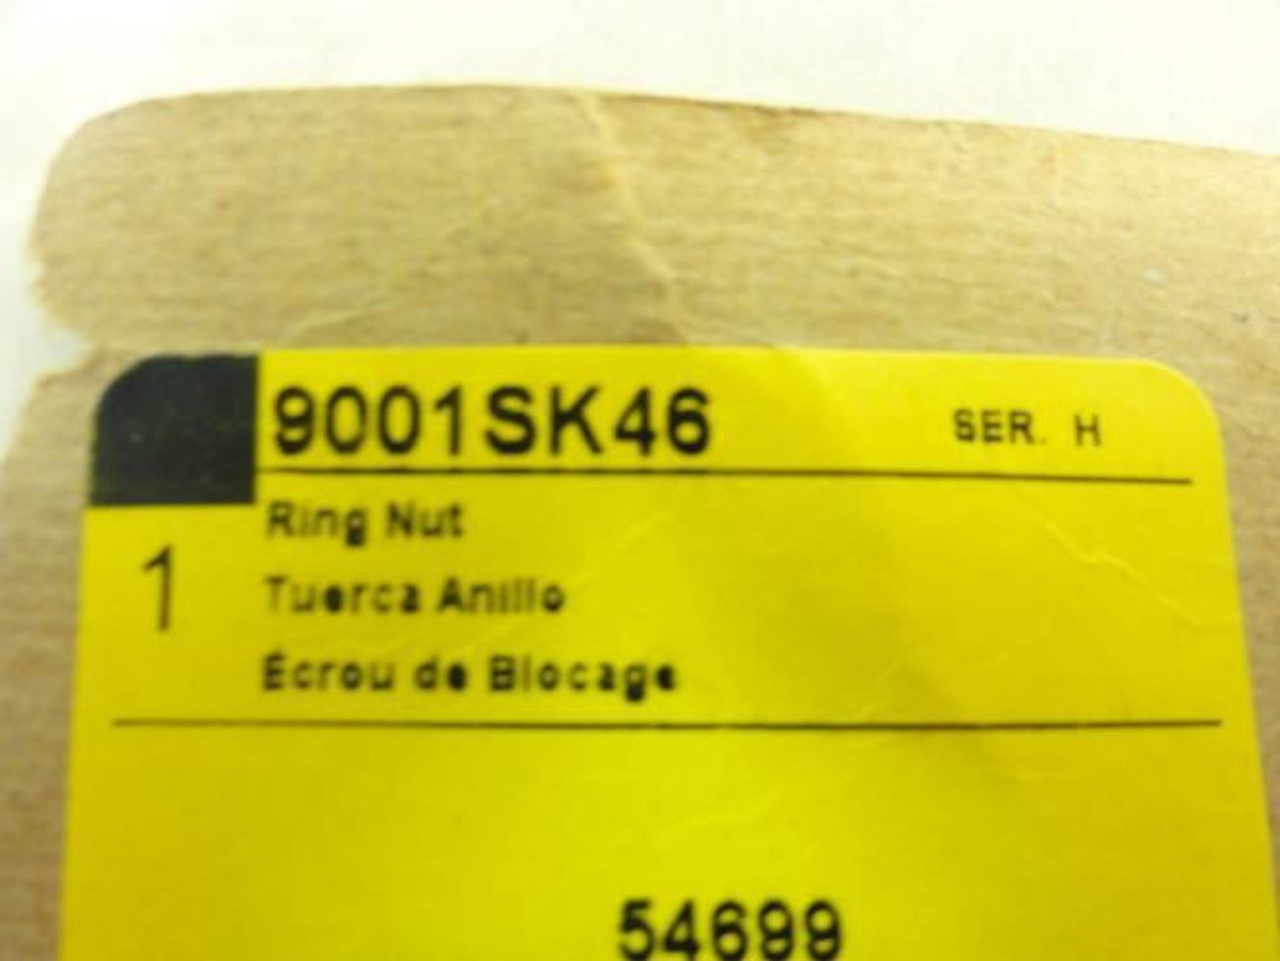 9001SK46 SER. H
Ring Nut
1
Tuerca Anillo
Écrou de Blocage
54699